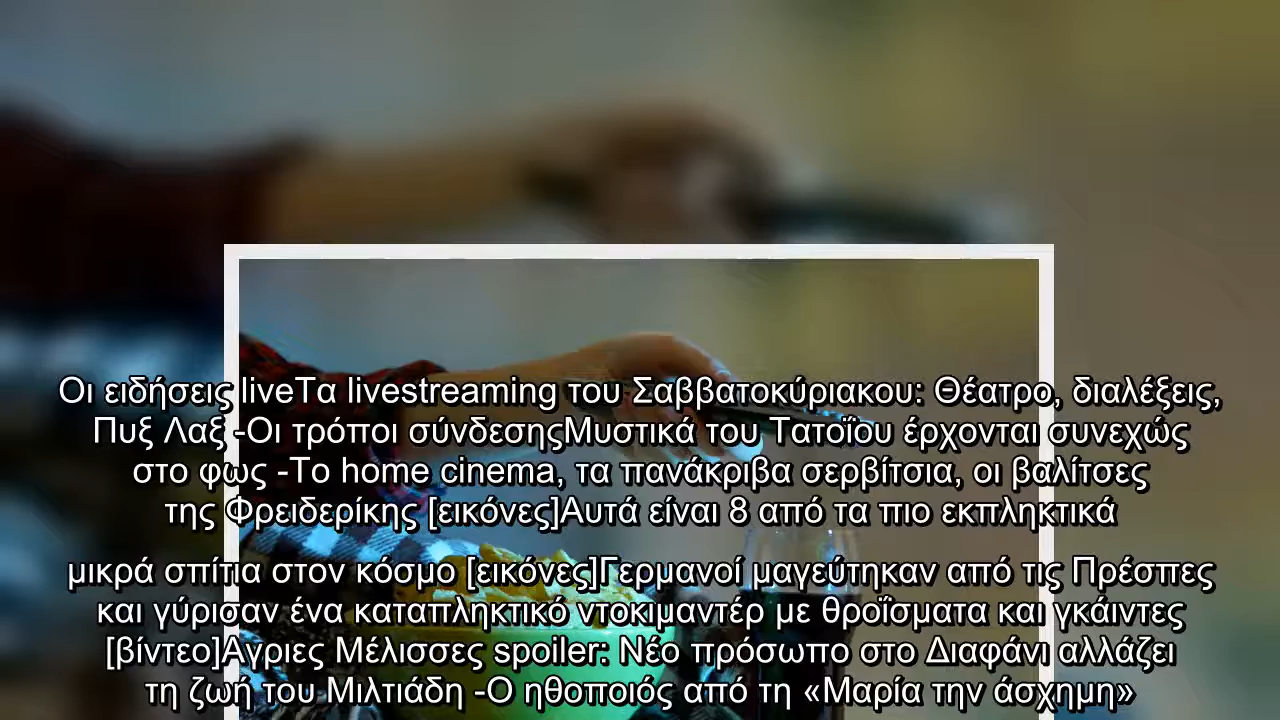 Οι ειδήσεις liveΤα livestreaming του Σαββατοκύριακου: Θέατρο, διαλέξεις,
Πυξ Λαξ -Οι τρόποι σύνδεσηςΜυστικά του Τατοΐου έρχονται συνεχώς
στο φως -Το home cinema, τα πανάκριβα σερβίτσια, οι βαλίτσες
της Φρειδερίκης [εικόνες]Αυτά είναι 8 από τα πιο εκπληκτικά
μικρά σπίτια στον κόσμο [εικόνες]Γερμανοί μαγεύτηκαν από τις Πρέσπες
και γύρισαν ένα καταπληκτικό ντοκιμαντέρ με θροΐσματα και γκάιντες
[βίντεο]Αγριες Μέλισσες spoiler: Νέο πρόσωπο στο Διαφάνι αλλάζει
τη ζωή του Μιλτιάδη -Ο ηθοποιός από τη «Μαρία την άσχημη»